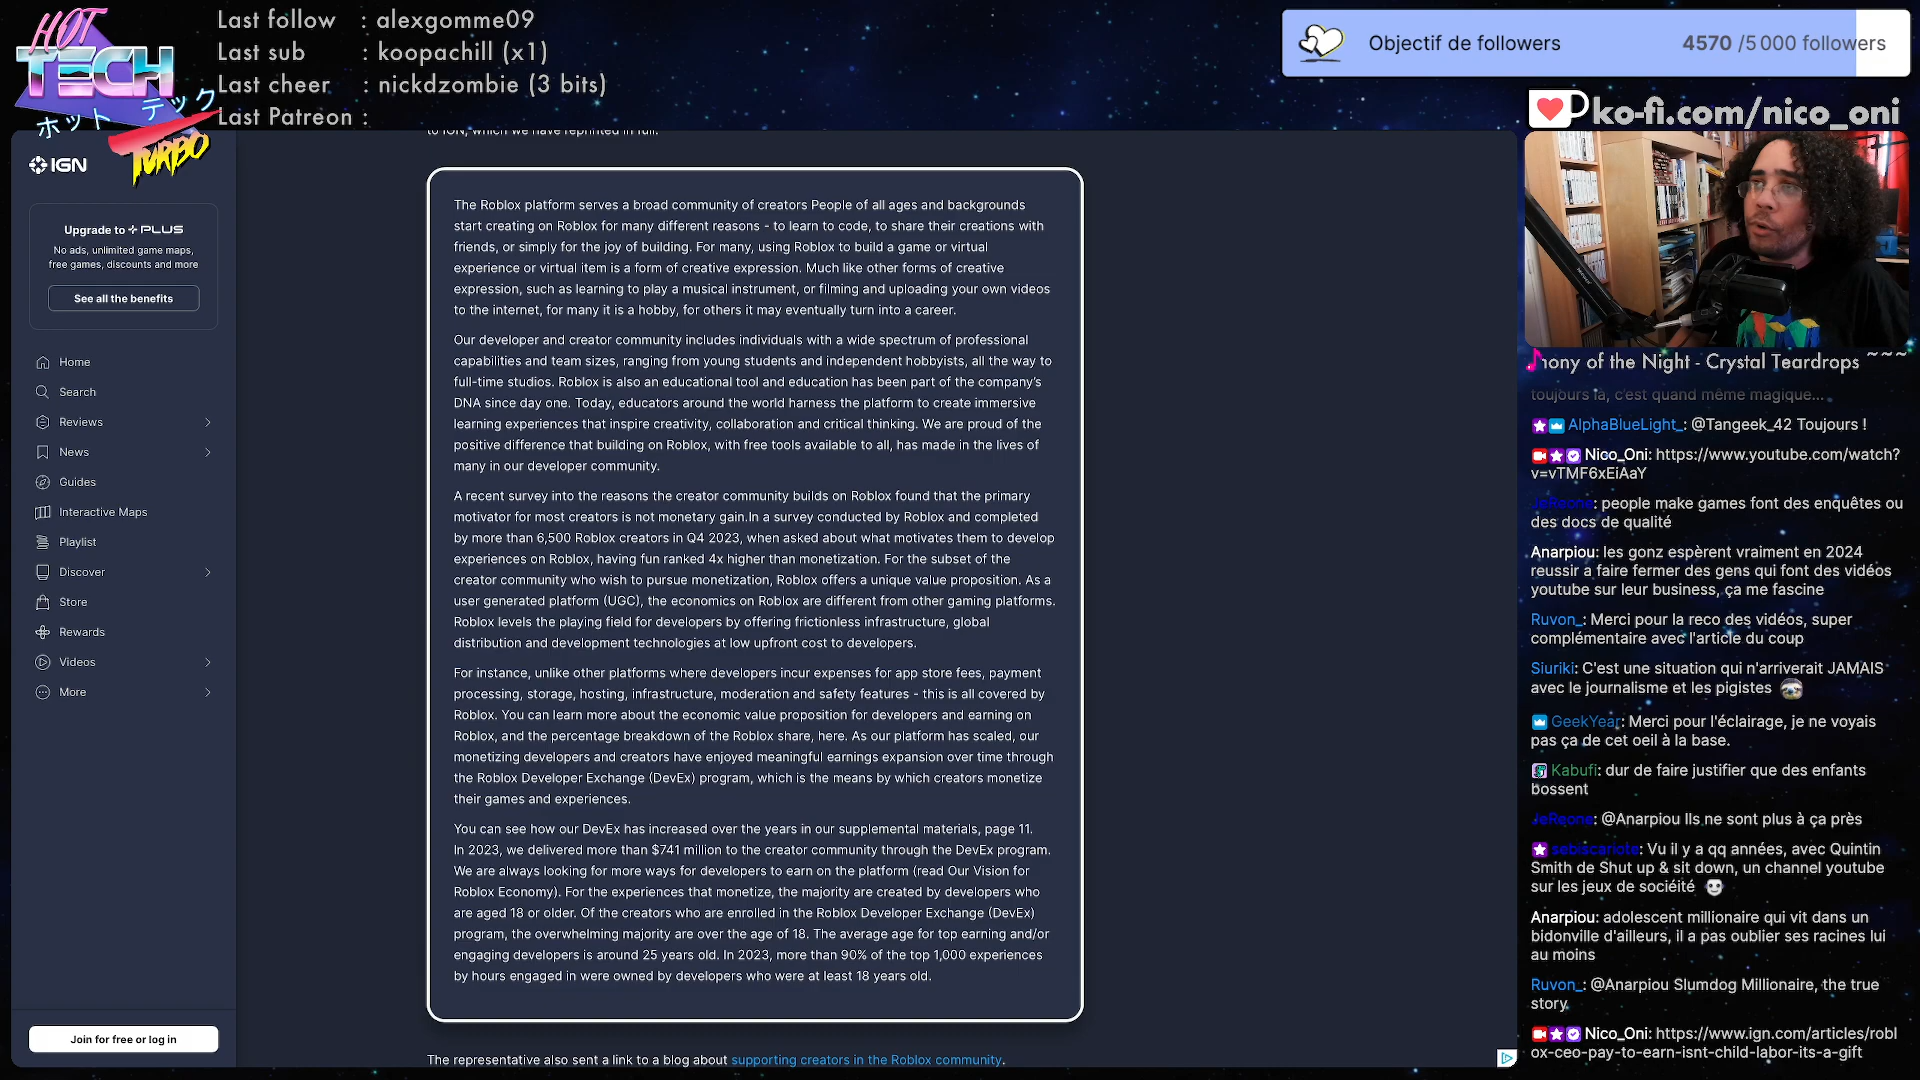 HOT
TECH
ホット テック
TURBO
Last follow : alexgomme09
Last sub : koopachill (x1)
Last cheer : nickdzombie (3 bits)
Last Patreon :
Objectif de followers 4570 /5 000 followers
ko-fi.com/nico_oni
IGN
Upgrade to PLUS
No ads, unlimited game maps,
free games, discounts and more
See all the benefits
Home
Search
Reviews
News
Guides
Interactive Maps
Playlist
Discover
Store
Rewards
Videos
More
Join for free or log in
to IGN, which we have reprinted in full.
The Roblox platform serves a broad community of creators People of all ages and backgrounds
start creating on Roblox for many different reasons - to learn to code, to share their creations with
friends, or simply for the joy of building. For many, using Roblox to build a game or virtual
experience or virtual item is a form of creative expression. Much like other forms of creative
expression, such as learning to play a musical instrument, or filming and uploading your own videos
to the internet, for many it is a hobby, for others it may eventually turn into a career.
Our developer and creator community includes individuals with a wide spectrum of professional
capabilities and team sizes, ranging from young students and independent hobbyists, all the way to
full-time studios. Roblox is also an educational tool and education has been part of the company's
DNA since day one. Today, educators around the world harness the platform to create immersive
learning experiences that inspire creativity, collaboration and critical thinking. We are proud of the
positive difference that building on Roblox, with free tools available to all, has made in the lives of
many in our developer community.
A recent survey into the reasons the creator community builds on Roblox found that the primary
motivator for most creators is not monetary gain.In a survey conducted by Roblox and completed
by more than 6,500 Roblox creators in Q4 2023, when asked about what motivates them to develop
experiences on Roblox, having fun ranked 4x higher than monetization. For the subset of the
creator community who wish to pursue monetization, Roblox offers a unique value proposition. As a
user generated platform (UGC), the economics on Roblox are different from other gaming platforms.
Roblox levels the playing field for developers by offering frictionless infrastructure, global
distribution and development technologies at low upfront cost to developers.
For instance, unlike other platforms where developers incur expenses for app store fees, payment
processing, storage, hosting, infrastructure, moderation and safety features - this is all covered by
Roblox. You can learn more about the economic value proposition for developers and earning on
Roblox, and the percentage breakdown of the Roblox share, here. As our platform has scaled, our
monetizing developers and creators have enjoyed meaningful earnings expansion over time through
the Roblox Developer Exchange (DevEx) program, which is the means by which creators monetize
their games and experiences.
You can see how our DevEx has increased over the years in our supplemental materials, page 11.
In 2023, we delivered more than $741 million to the creator community through the DevEx program.
We are always looking for more ways for developers to earn on the platform (read Our Vision for
Roblox Economy). For the experiences that monetize, the majority are created by developers who
are aged 18 or older. Of the creators who are enrolled in the Roblox Developer Exchange (DevEx)
program, the overwhelming majority are over the age of 18. The average age for top earning and/or
engaging developers is around 25 years old. In 2023, more than 90% of the top 1,000 experiences
by hours engaged in were owned by developers who were at least 18 years old.
The representative also sent a link to a blog about supporting creators in the Roblox community.
hony of the Night - Crystal Teardrops ~~~
toujours là, c'est quand même magique...
AlphaBlueLight_: @Tangeek_42 Toujours !
Nico_Oni: https://www.youtube.com/watch?
v=vTMF6xEiAaY
JeReone: people make games font des enquêtes ou
des docs de qualité
Anarpiou: les gonz espèrent vraiment en 2024
reussir a faire fermer des gens qui font des vidéos
youtube sur leur business, ça me fascine
Ruvon_: Merci pour la reco des vidéos, super
complémentaire avec l'article du coup
Siuriki: C'est une situation qui n'arriverait JAMAIS
avec le journalisme et les pigistes
GeekYear: Merci pour l'éclairage, je ne voyais
pas ça de cet oeil à la base.
Kabufi: dur de faire justifier que des enfants
bossent
JeReone: @Anarpiou Ils ne sont plus à ça près
sebiscariote: Vu il y a qq années, avec Quintin
Smith de Shut up & sit down, un channel youtube
sur les jeux de sociéité
Anarpiou: adolescent millionaire qui vit dans un
bidonville d'ailleurs, il a pas oublier ses racines lui
au moins
Ruvon_: @Anarpiou Slumdog Millionaire, the true
story
Nico_Oni: https://www.ign.com/articles/robl
ox-ceo-pay-to-earn-isnt-child-labor-its-a-gift